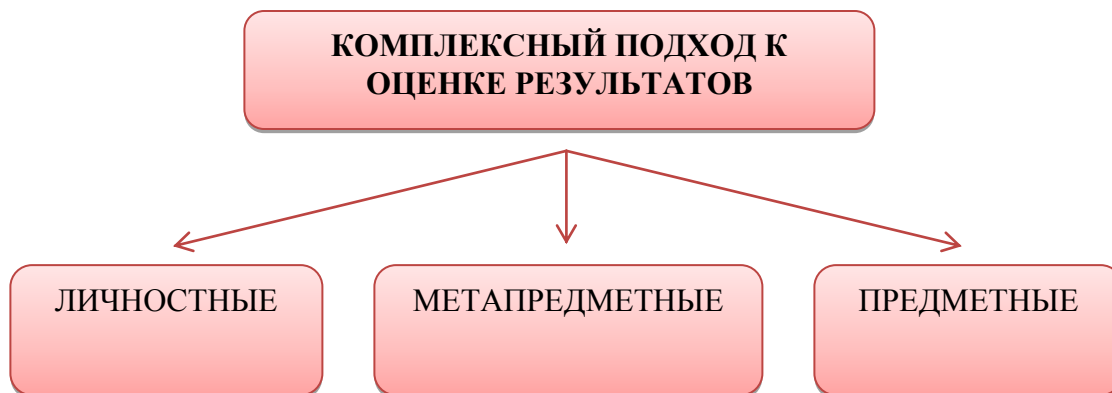 КОМПЛЕКСНЫЙ ПОДХОД К
ОЦЕНКЕ РЕЗУЛЬТАТОВ
ЛИЧНОСТНЫЕ
МЕТАПРЕДМЕТНЫЕ
ПРЕДМЕТНЫЕ